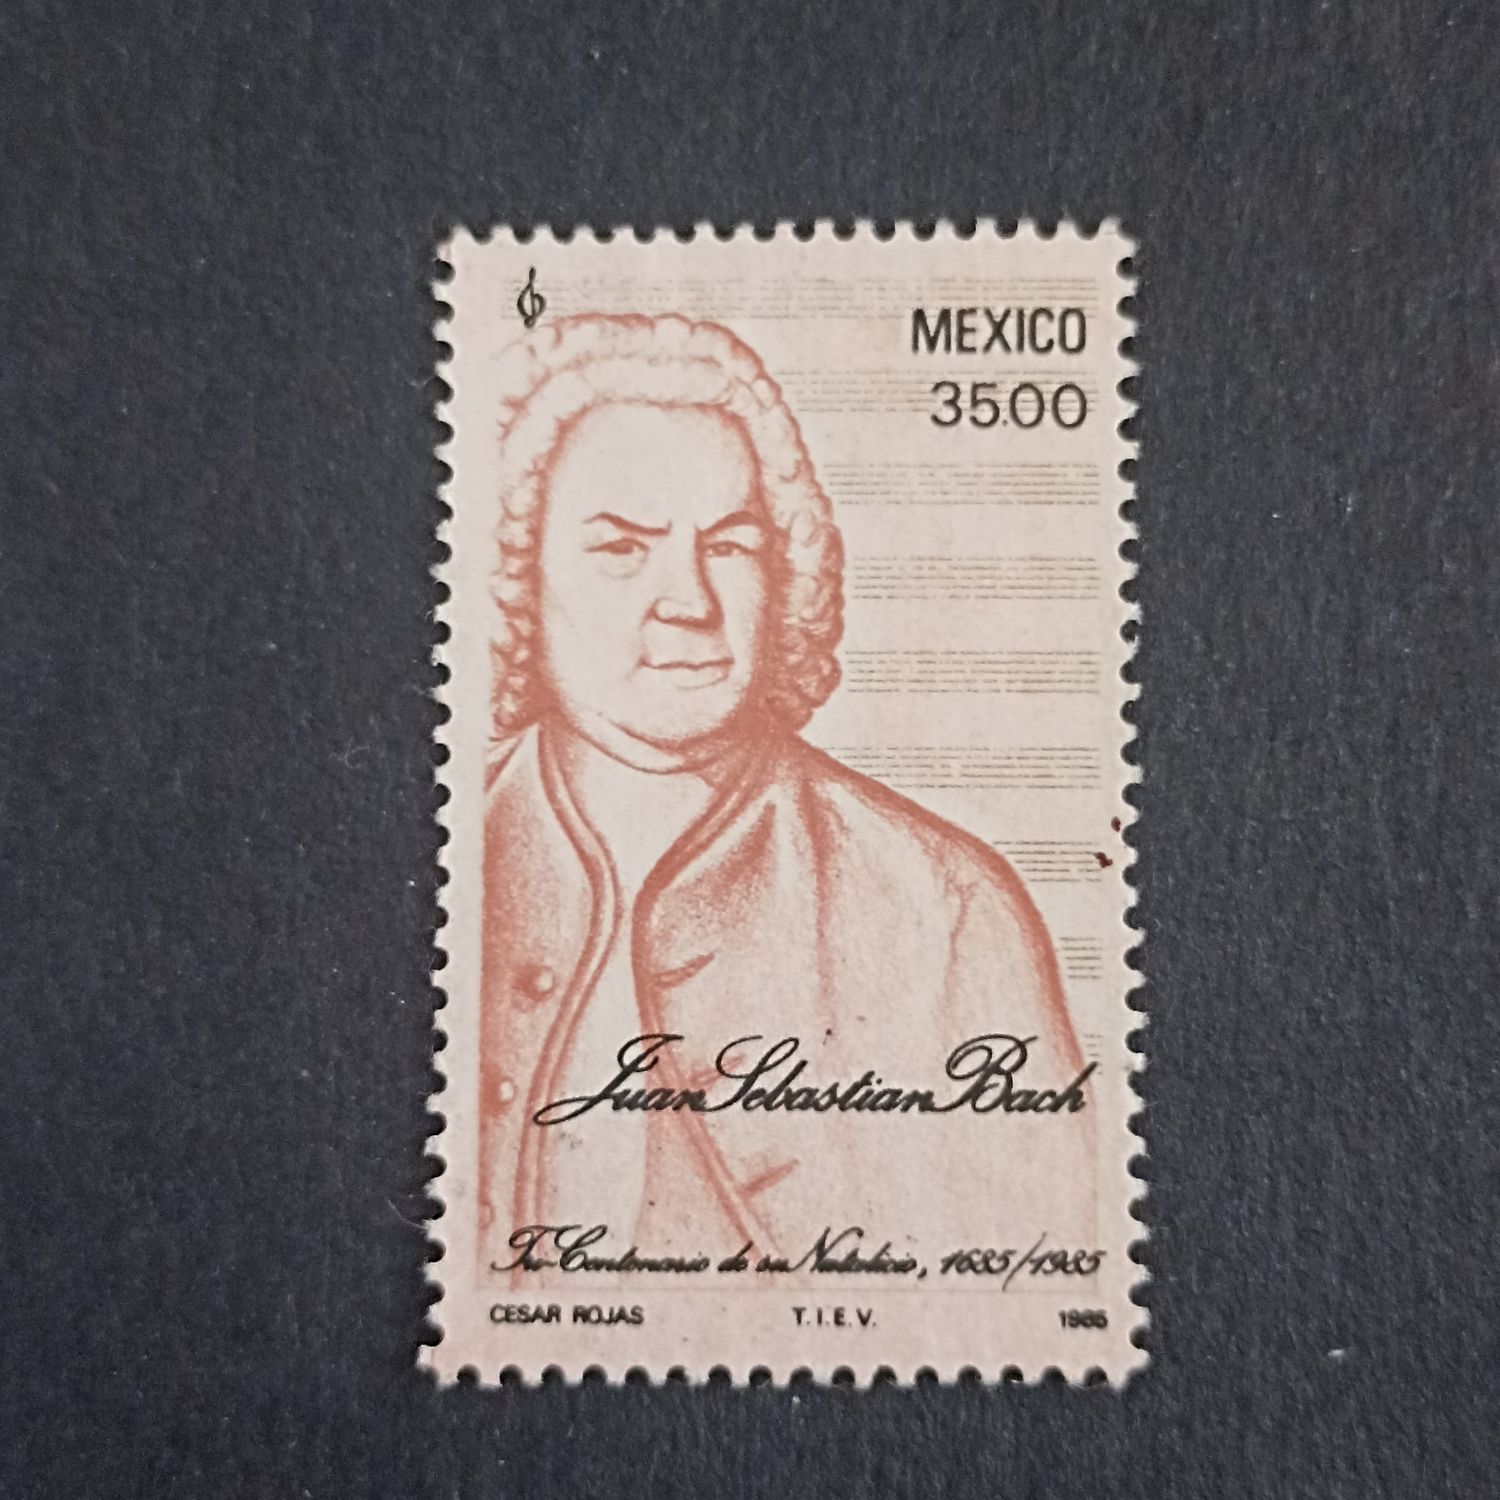 MEXICO
35.00
Juan Sebastian Bach
Tri-Centenario de su Natalicio, 1685/1985
CESAR ROJAS T.I.E.V. 1985